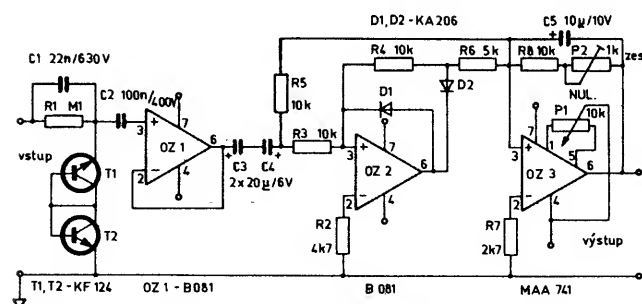 D1, D2 - KA206
C5 10µ/10V
C1 22n/630V
R4 10k
R6 5k
R8 10k
P2 1k
zes
R1 M1
C2 100n/400V
R5
10k
D1
D2
NUL.
P1
10k
3
7
OZ 1
6
2
4
R3 10k
3
7
OZ 2
6
2
4
3
7
1
5
OZ 3
6
2
4
vstup
T1
T2
C3 C4
2 x 20µ/6V
R2
4k7
R7
2k7
výstup
T1, T2 - KF 124
OZ 1 - B081
B 081
MAA 741